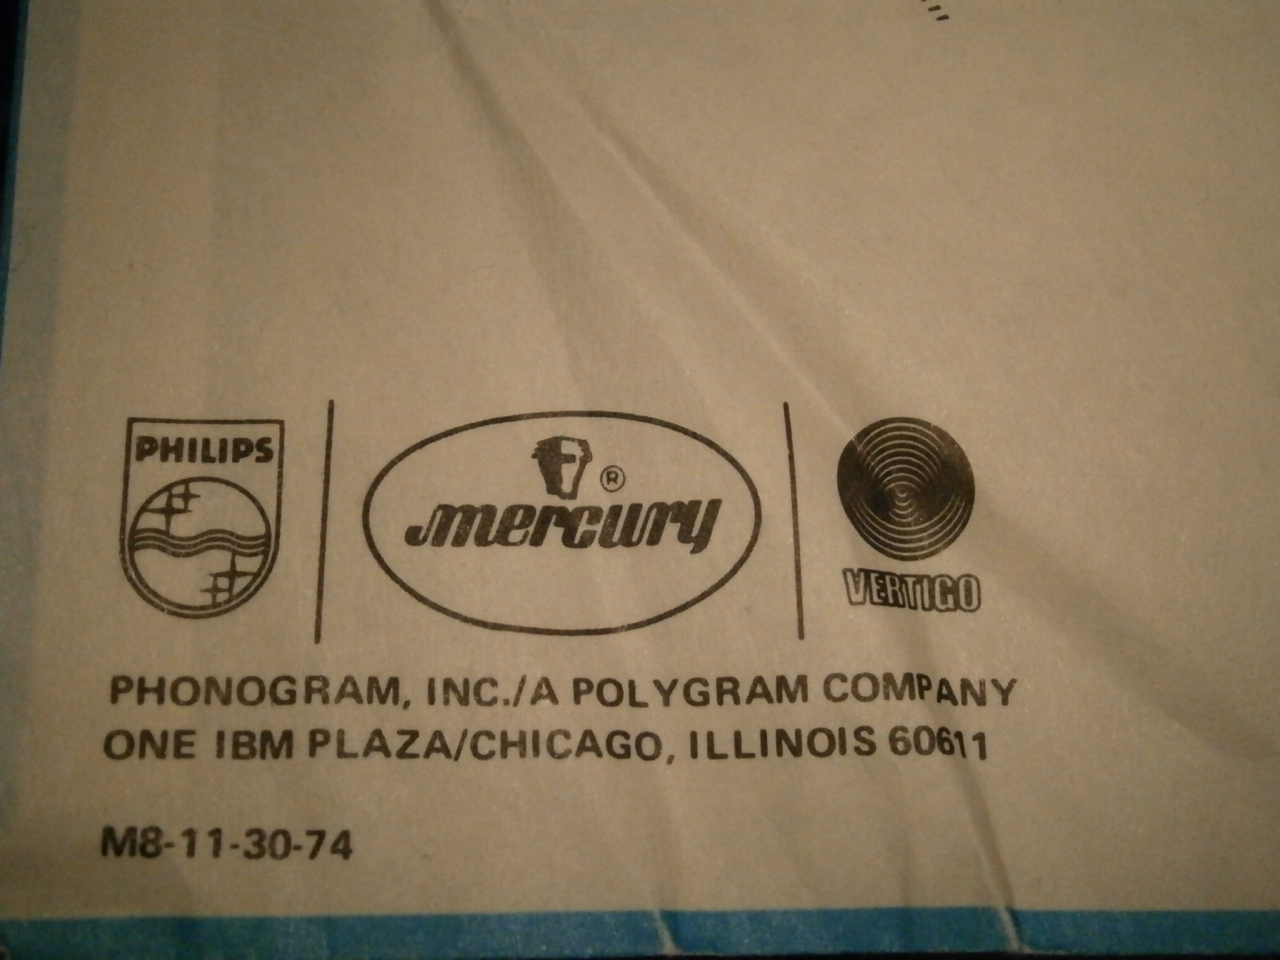 PHILIPS
mercury ®
VERTIGO
PHONOGRAM, INC./A POLYGRAM COMPANY
ONE IBM PLAZA/CHICAGO, ILLINOIS 60611
M8-11-30-74